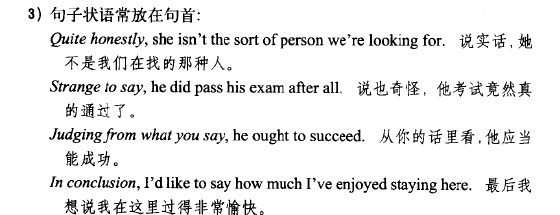 3) 句子状语常放在句首:
Quite honestly, she isn't the sort of person we're looking for. 说实话,她
不是我们在找的那种人。
Strange to say, he did pass his exam after all. 说也奇怪，他考试竟然真
的通过了。
Judging from what you say, he ought to succeed. 从你的话里看,他应当
能成功。
In conclusion, I'd like to say how much I've enjoyed staying here. 最后我
想说我在这里过得非常愉快。